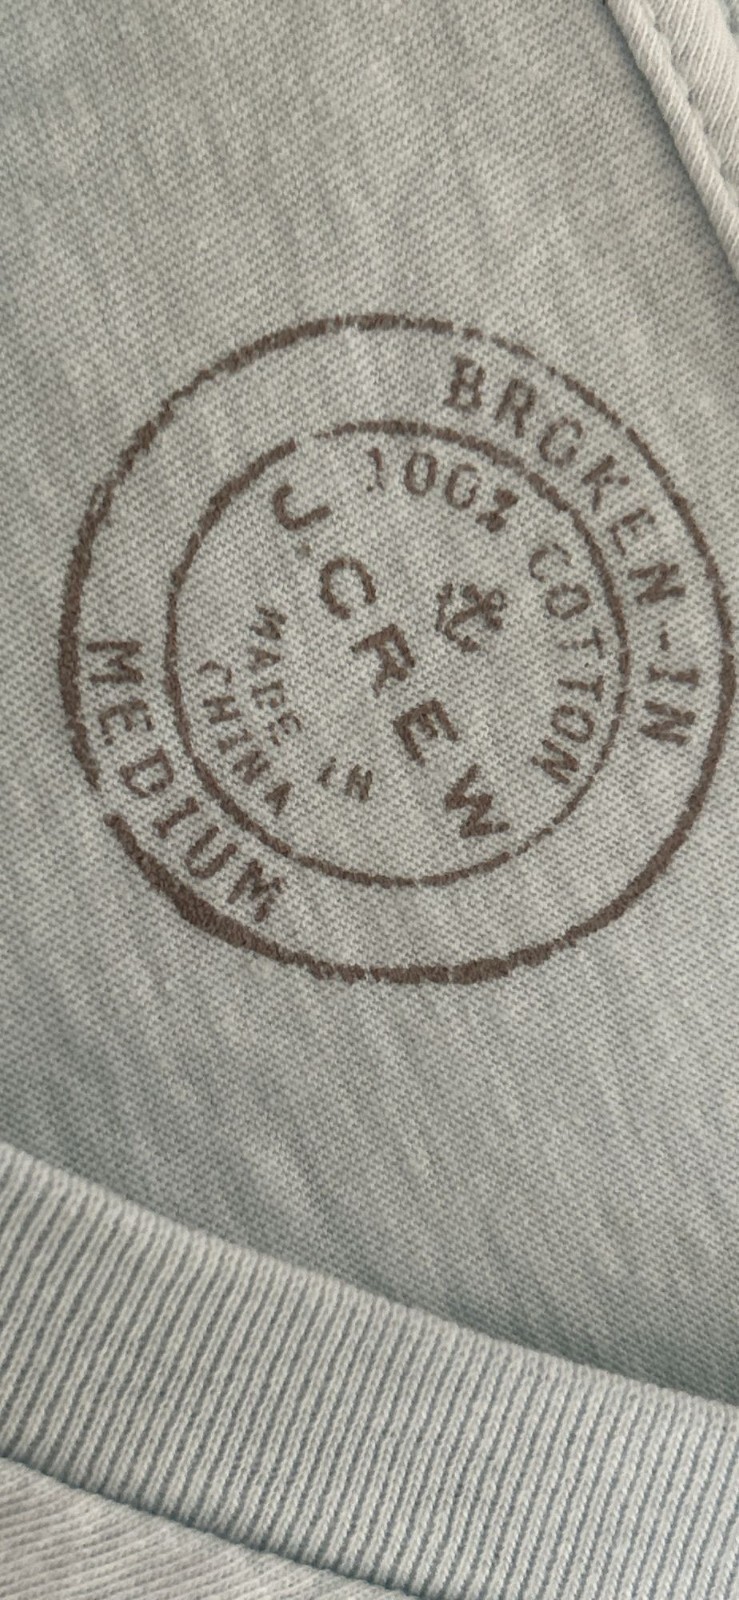 BROKEN-IN
100% COTTON
J.CREW
MADE IN
CHINA
MEDIUM